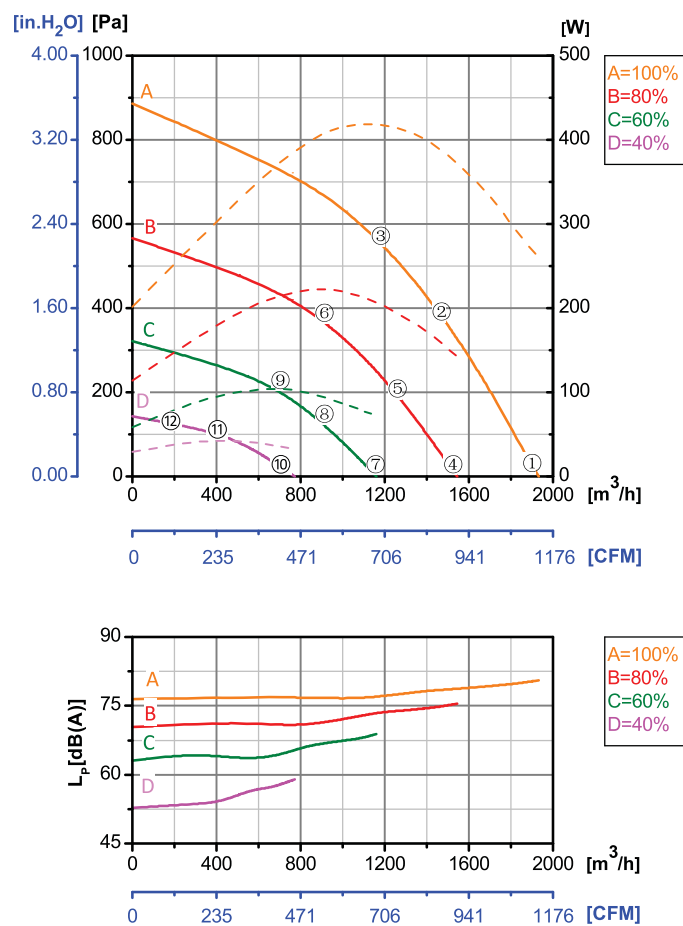 [in.H2O] [Pa] [W]
4.00 1000 500
A
A=100%
B=80%
C=60%
D=40%
3.20 800 400
2.40 600 300
B
③
②
1.60 400 200
⑥
C
⑨
⑤
0.80 200 100
D
⑧
⑫
⑪
⑩ ⑦ ④ ①
0.00 0 0
0 400 800 1200 1600 2000 [m3/h]
0 235 471 706 941 1176 [CFM]
90
A
A=100%
B=80%
C=60%
D=40%
75
B
C
LP[dB(A)]
60
D
45
0 400 800 1200 1600 2000 [m3/h]
0 235 471 706 941 1176 [CFM]